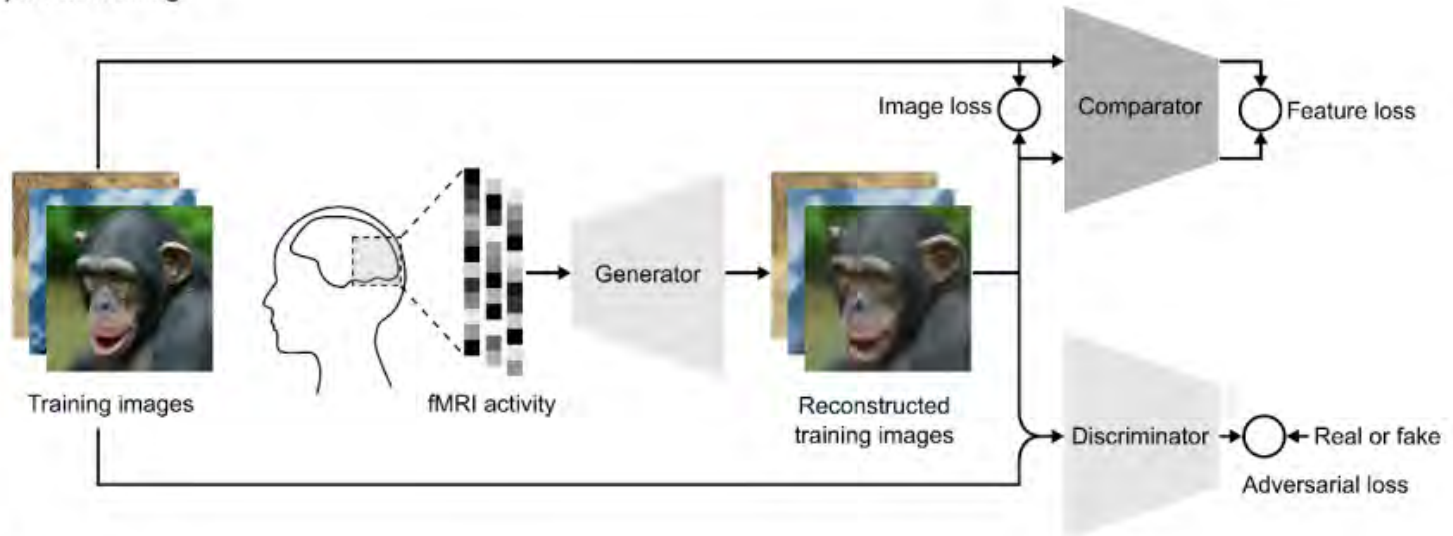 Image loss
Comparator
Feature loss
Generator
Training images
fMRI activity
Reconstructed
training images
Discriminator
Real or fake
Adversarial loss